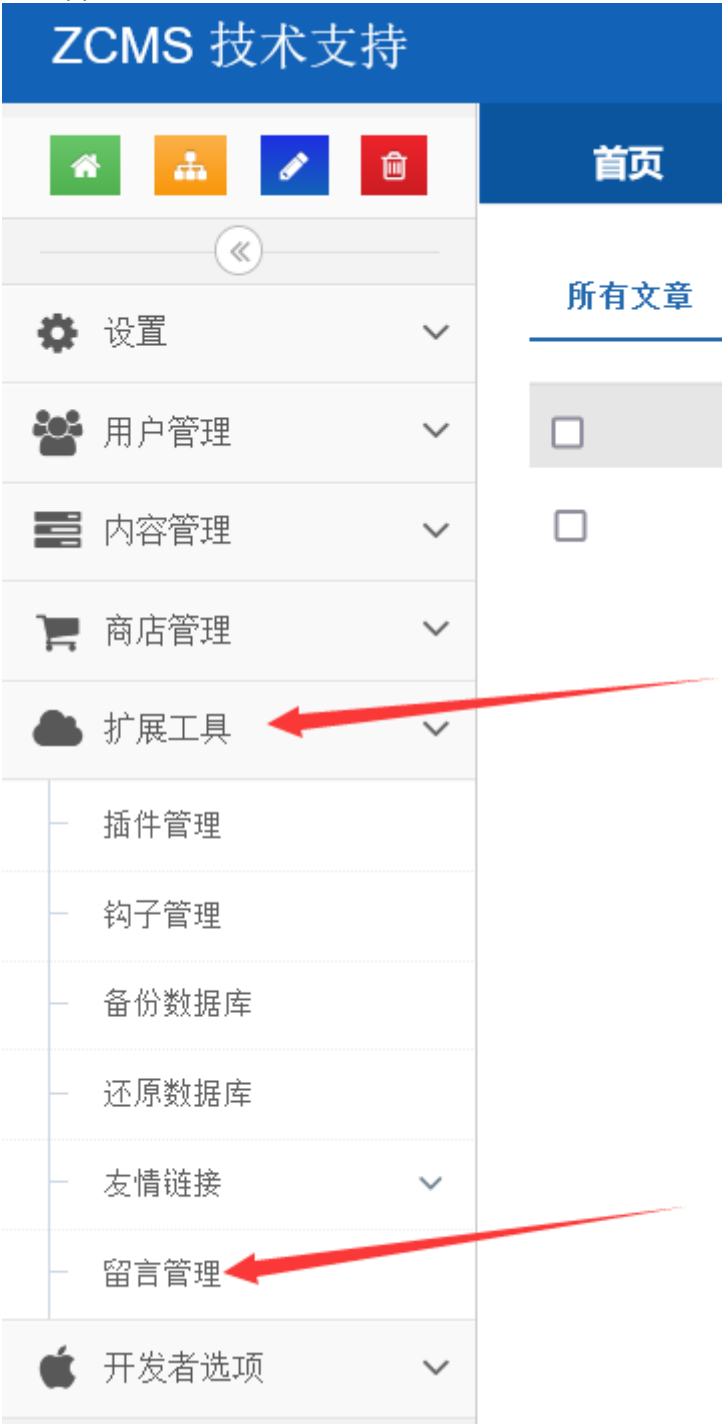 ZCMS 技术支持
首页
所有文章
设置
用户管理
内容管理
商店管理
扩展工具
插件管理
钩子管理
备份数据库
还原数据库
友情链接
留言管理
开发者选项